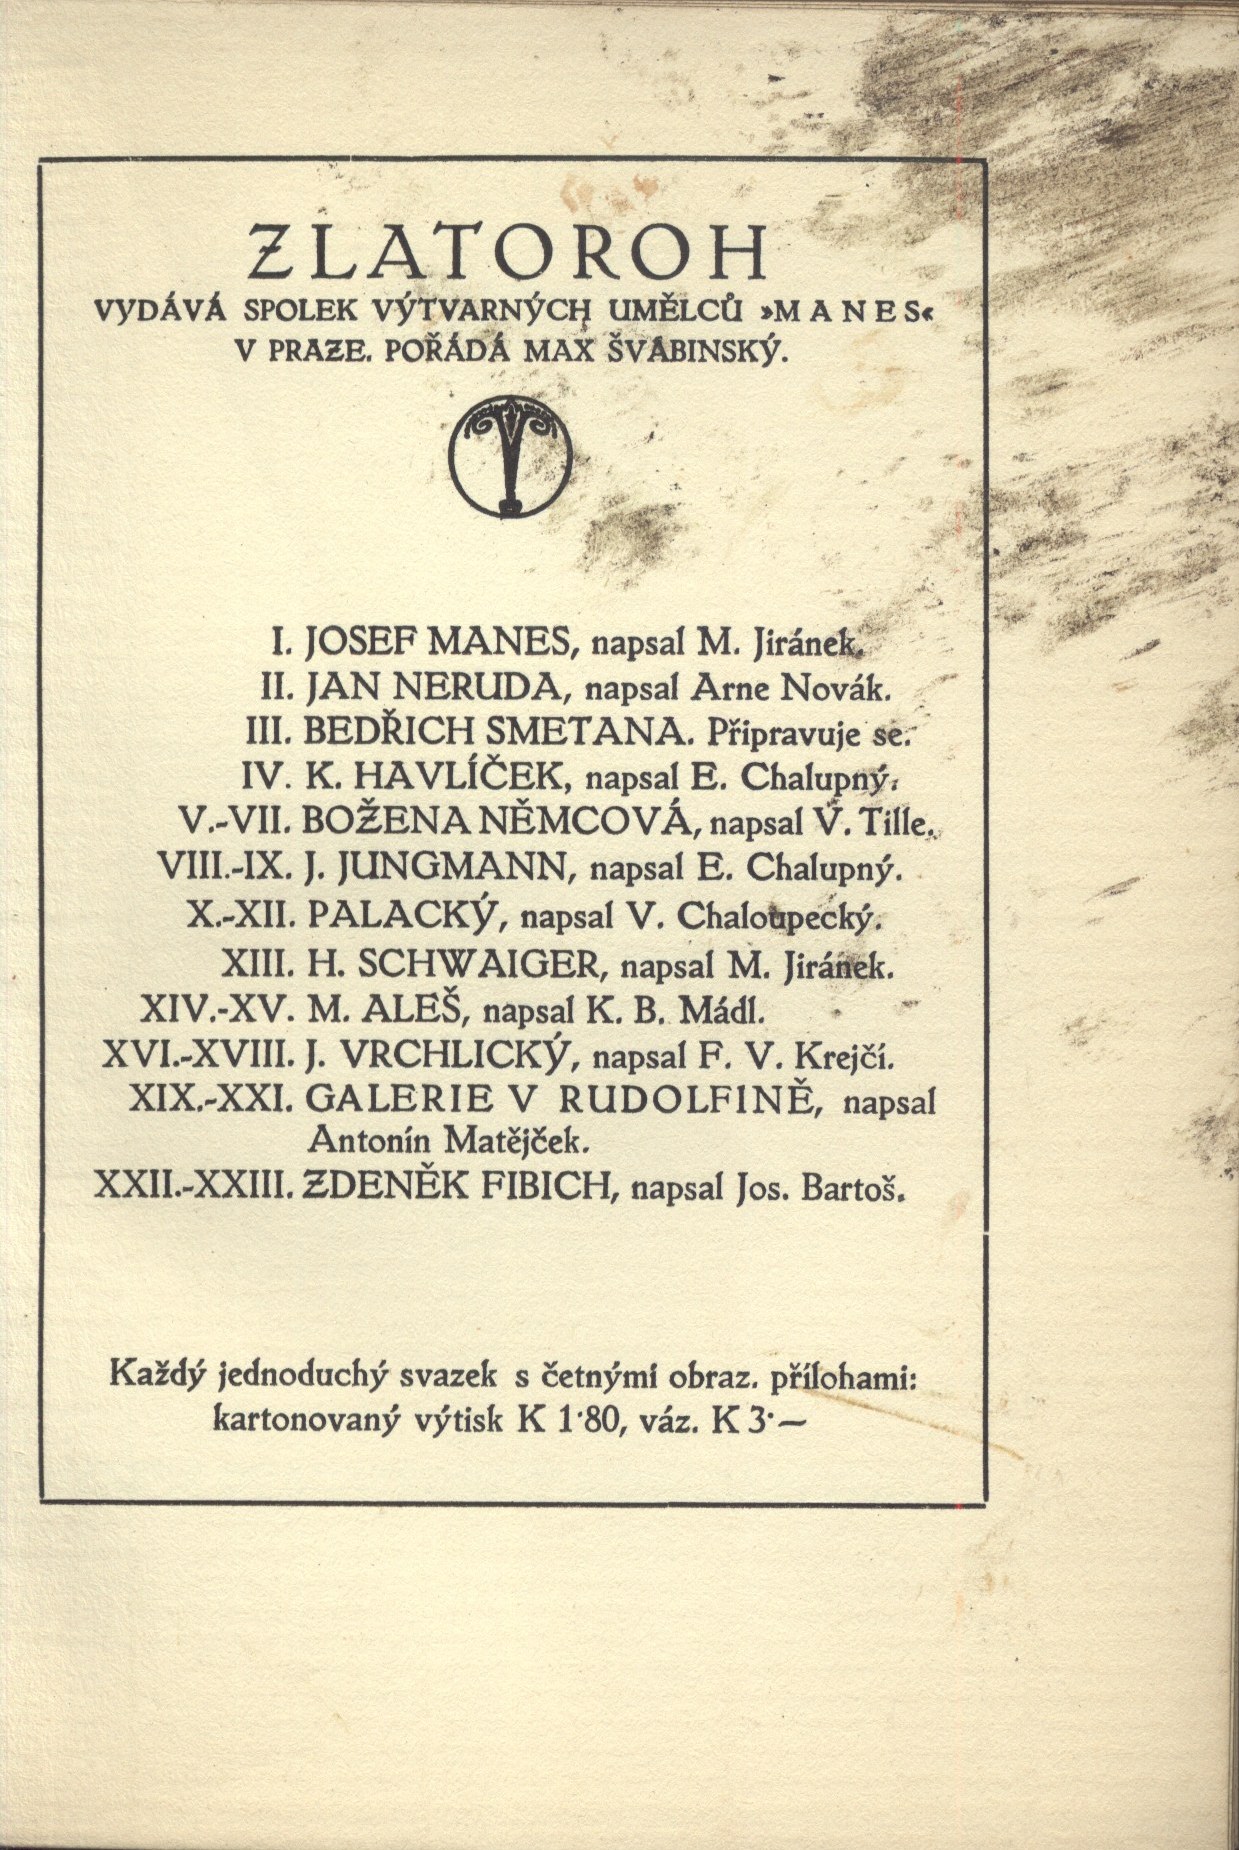 ZLATOROH
VYDÁVÁ SPOLEK VÝTVARNÝCH UMĚLCŮ »MANES«
V PRAZE. POŘÁDÁ MAX ŠVABINSKÝ.
I. JOSEF MANES, napsal M. Jiránek.
II. JAN NERUDA, napsal Arne Novák.
III. BEDŘICH SMETANA. Připravuje se.
IV. K. HAVLÍČEK, napsal E. Chalupný.
V.-VII. BOŽENA NĚMCOVÁ, napsal V. Tille.
VIII.-IX. J. JUNGMANN, napsal E. Chalupný.
X.-XII. PALACKÝ, napsal V. Chaloupecký.
XIII. H. SCHWAIGER, napsal M. Jiránek.
XIV.-XV. M. ALEŠ, napsal K. B. Mádl.
XVI.-XVIII. J. VRCHLICKÝ, napsal F. V. Krejčí.
XIX.-XXI. GALERIE V RUDOLFINĚ, napsal
Antonín Matějček.
XXII.-XXIII. ZDENĚK FIBICH, napsal Jos. Bartoš.
Každý jednoduchý svazek s četnými obraz. přílohami:
kartonovaný výtisk K 1·80, váz. K 3·—